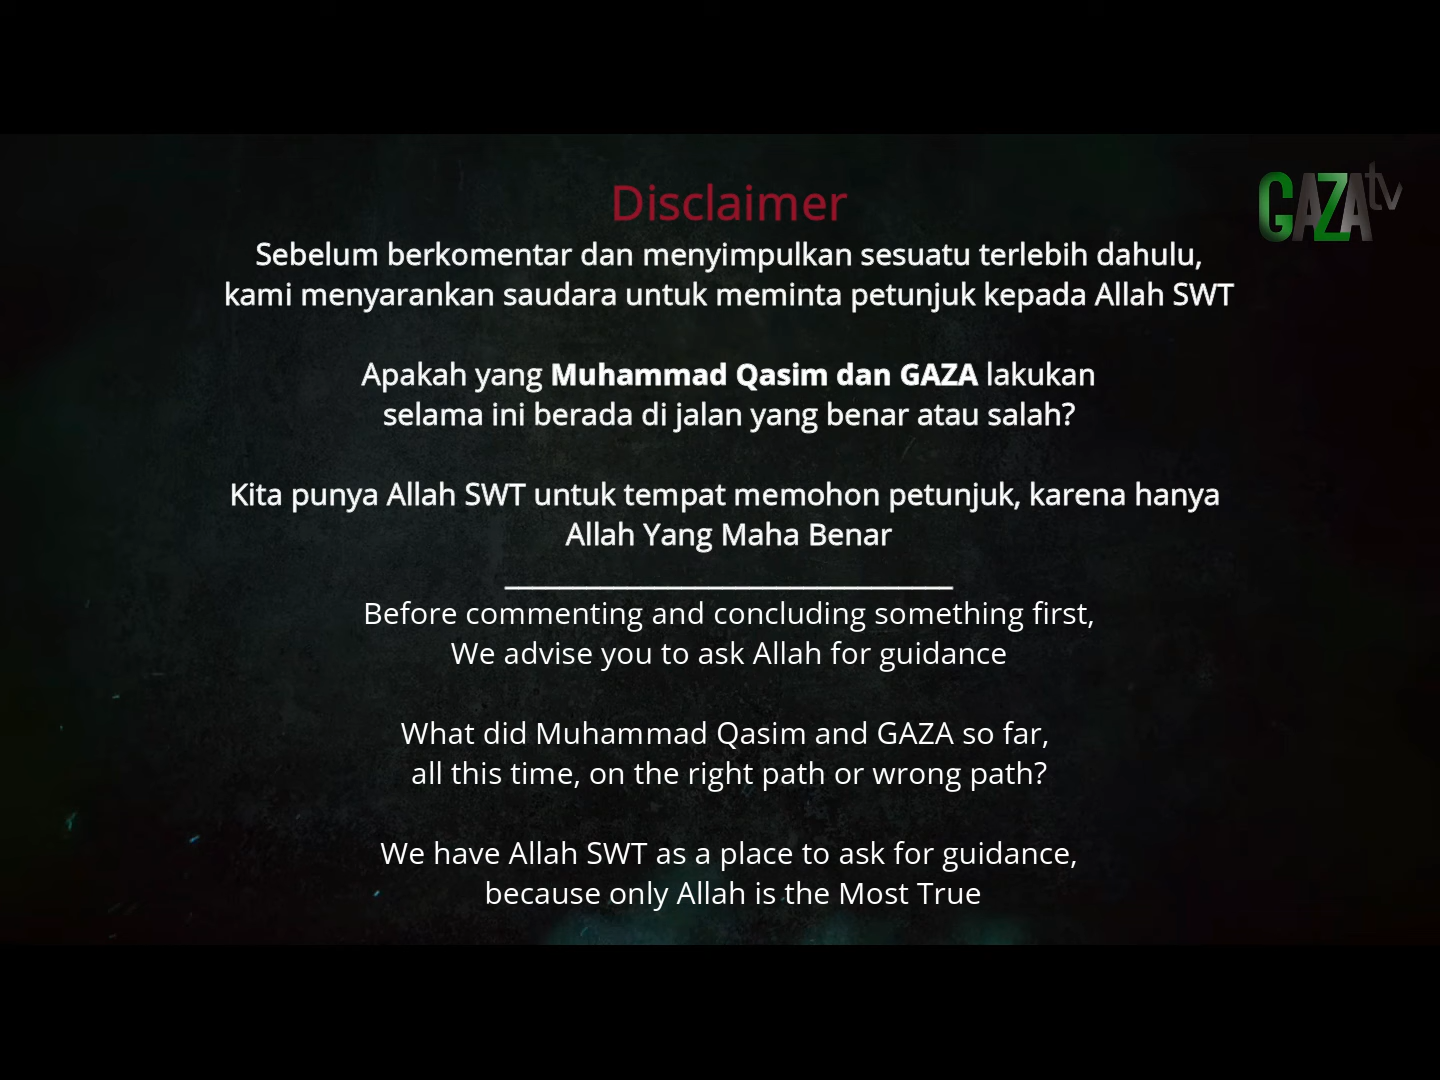 Disclaimer
GAZAtv
Sebelum berkomentar dan menyimpulkan sesuatu terlebih dahulu,
kami menyarankan saudara untuk meminta petunjuk kepada Allah SWT
Apakah yang Muhammad Qasim dan GAZA lakukan
selama ini berada di jalan yang benar atau salah?
Kita punya Allah SWT untuk tempat memohon petunjuk, karena hanya
Allah Yang Maha Benar
Before commenting and concluding something first,
We advise you to ask Allah for guidance
What did Muhammad Qasim and GAZA so far,
all this time, on the right path or wrong path?
We have Allah SWT as a place to ask for guidance,
because only Allah is the Most True